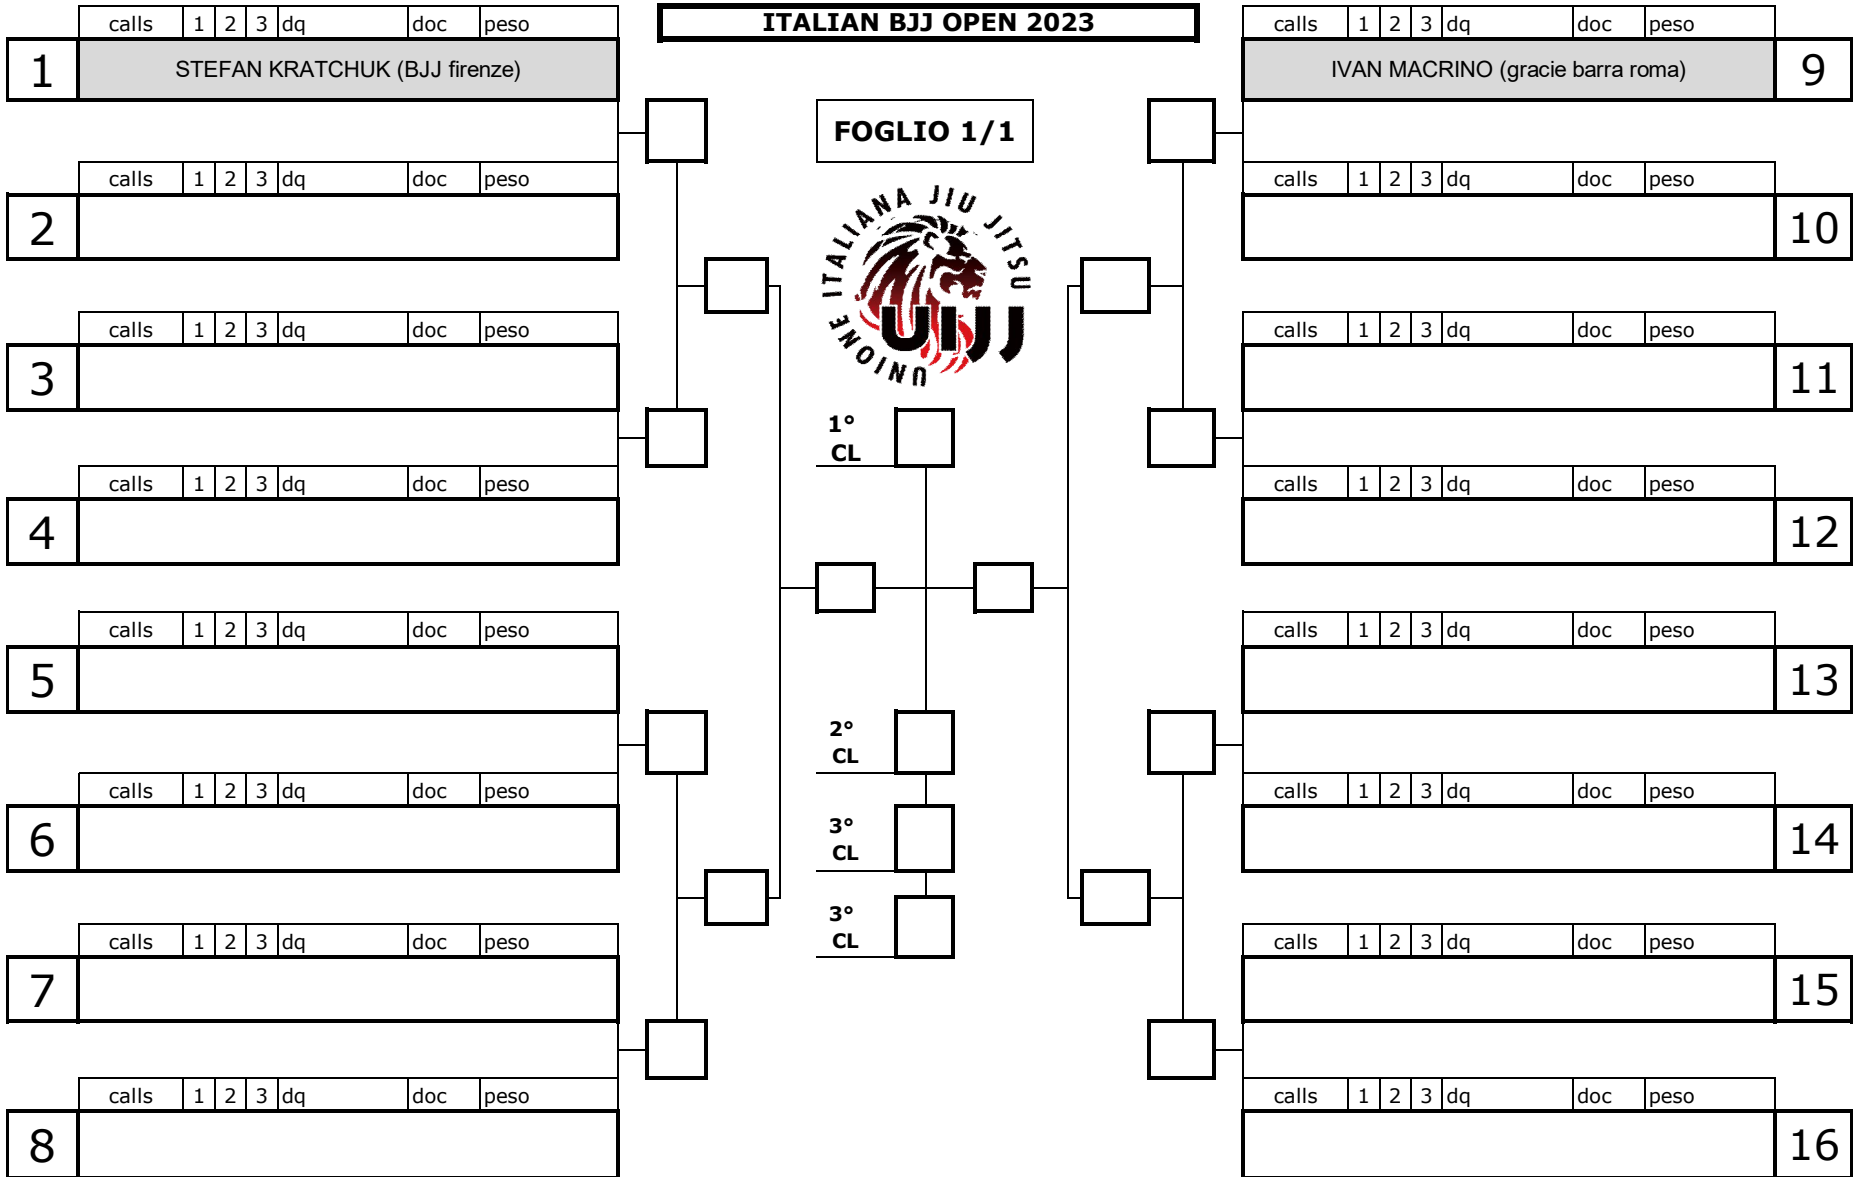 ITALIAN BJJ OPEN 2023
calls 1 2 3 dq doc peso
1 STEFAN KRATCHUK (BJJ firenze)
calls 1 2 3 dq doc peso
2
calls 1 2 3 dq doc peso
3
calls 1 2 3 dq doc peso
4
calls 1 2 3 dq doc peso
5
calls 1 2 3 dq doc peso
6
calls 1 2 3 dq doc peso
7
calls 1 2 3 dq doc peso
8
FOGLIO 1/1
UNIONE ITALIANA JIU JITSU
UIJJ
1°
CL
2°
CL
3°
CL
3°
CL
calls 1 2 3 dq doc peso
IVAN MACRINO (gracie barra roma) 9
calls 1 2 3 dq doc peso
10
calls 1 2 3 dq doc peso
11
calls 1 2 3 dq doc peso
12
calls 1 2 3 dq doc peso
13
calls 1 2 3 dq doc peso
14
calls 1 2 3 dq doc peso
15
calls 1 2 3 dq doc peso
16